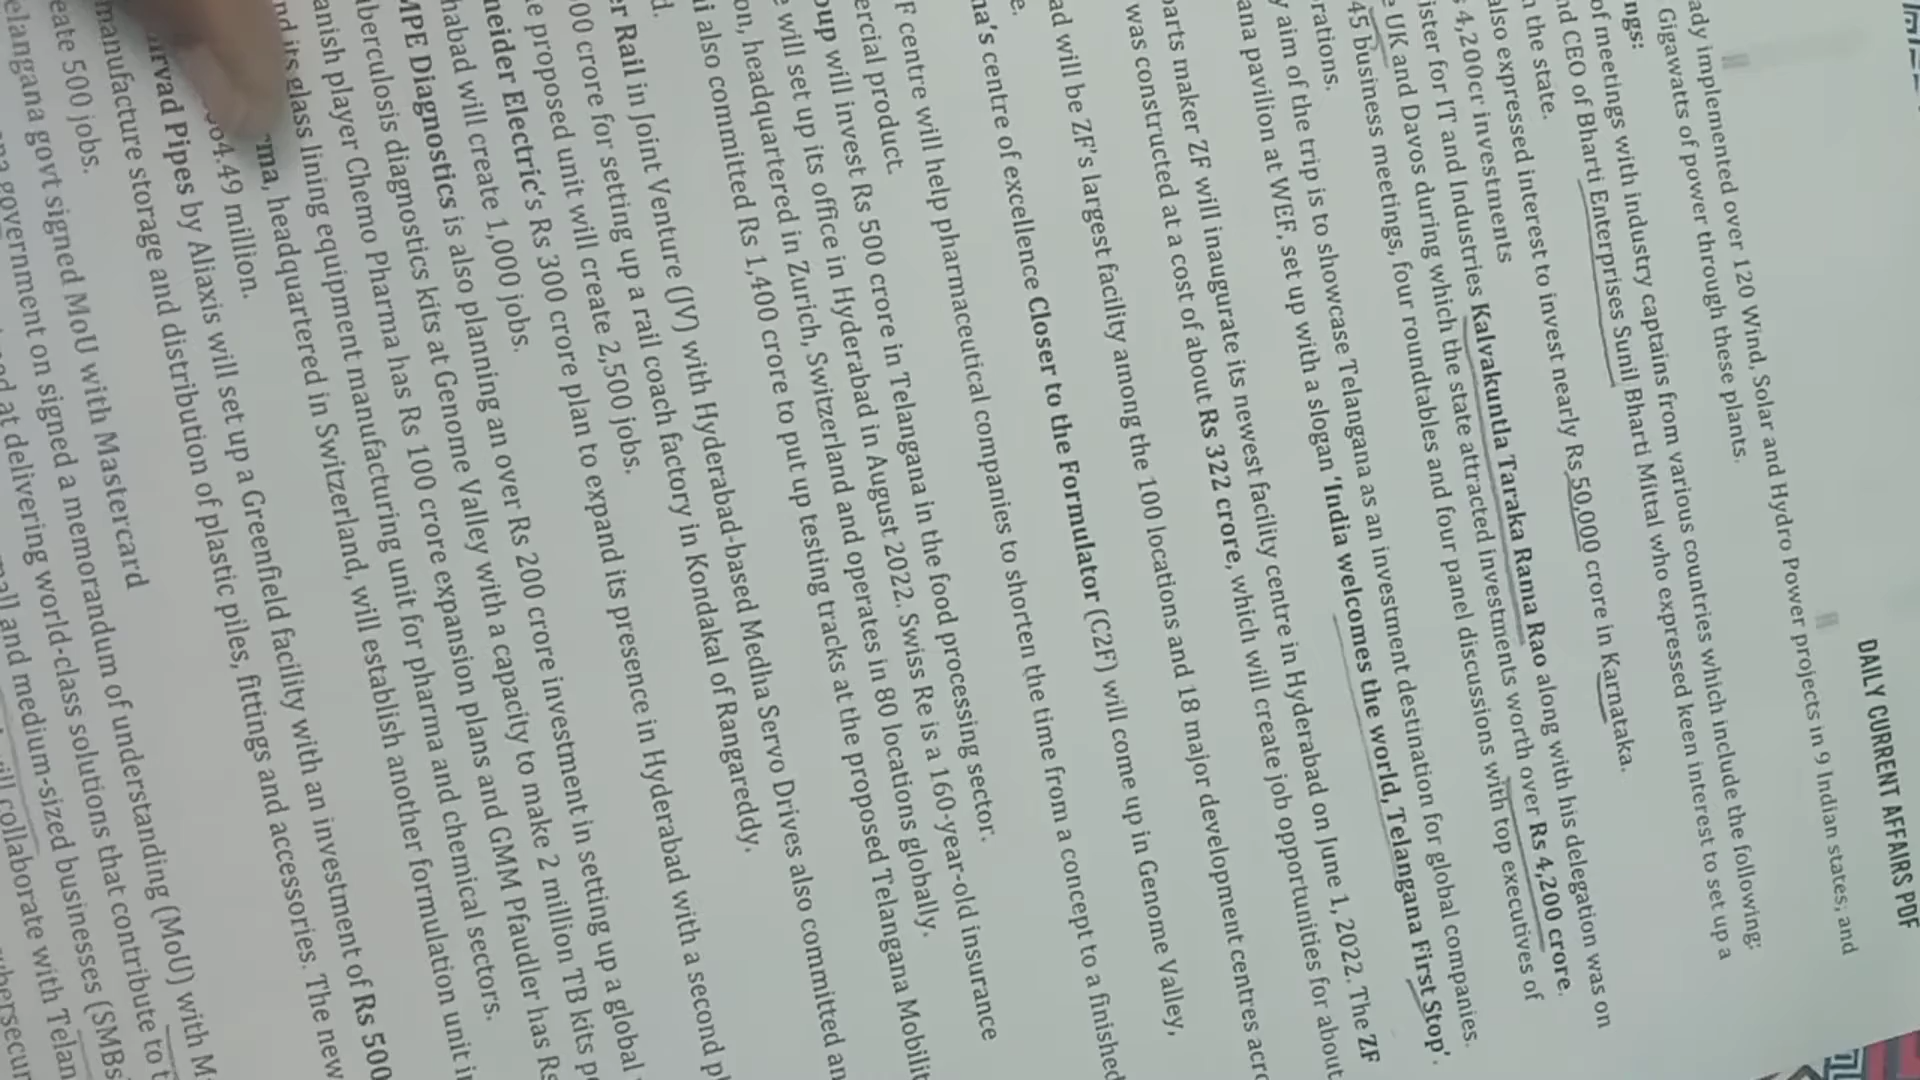 DAILY CURRENT AFFAIRS PDF
ady implemented over 120 Wind, Solar and Hydro Power projects in 9 Indian states; and
Gigawatts of power through these plants.
ngs:
of meetings with industry captains from various countries which include the following:
nd CEO of Bharti Enterprises Sunil Bharti Mittal who expressed keen interest to set up a
the state.
also expressed interest to invest nearly Rs 50,000 crore in Karnataka.
4,200cr investments
ister for IT and Industries Kalvakuntla Taraka Rama Rao along with his delegation was on
e UK and Davos during which the state attracted investments worth over Rs 4,200 crore.
45 business meetings, four roundtables and four panel discussions with top executives of
rations.
y aim of the trip is to showcase Telangana as an investment destination for global companies.
ana pavilion at WEF, set up with a slogan 'India welcomes the world, Telangana First Stop'.
parts maker ZF will inaugurate its newest facility centre in Hyderabad on June 1, 2022. The ZF
was constructed at a cost of about Rs 322 crore, which will create job opportunities for about
ad will be ZF's largest facility among the 100 locations and 18 major development centres acro
e.
na's centre of excellence Closer to the Formulator (C2F) will come up in Genome Valley,
F centre will help pharmaceutical companies to shorten the time from a concept to a finished
ercial product.
oup will invest Rs 500 crore in Telangana in the food processing sector.
e will set up its office in Hyderabad in August 2022. Swiss Re is a 160-year-old insurance
on, headquartered in Zurich, Switzerland and operates in 80 locations globally.
i also committed Rs 1,400 crore to put up testing tracks at the proposed Telangana Mobilit
d.
er Rail in Joint Venture (JV) with Hyderabad-based Medha Servo Drives also committed an
00 crore for setting up a rail coach factory in Kondakal of Rangareddy.
e proposed unit will create 2,500 jobs.
neider Electric's Rs 300 crore plan to expand its presence in Hyderabad with a second pl
habad will create 1,000 jobs.
MPE Diagnostics is also planning an over Rs 200 crore investment in setting up a global
berculosis diagnostics kits at Genome Valley with a capacity to make 2 million TB kits p
anish player Chemo Pharma has Rs 100 crore expansion plans and GMM Pfaudler has Rs
nd its glass lining equipment manufacturing unit for pharma and chemical sectors.
rma, headquartered in Switzerland, will establish another formulation unit i
64.49 million.
irvad Pipes by Aliaxis will set up a Greenfield facility with an investment of Rs 500
manufacture storage and distribution of plastic piles, fittings and accessories. The new
eate 500 jobs.
elangana govt signed MoU with Mastercard
government on signed a memorandum of understanding (MoU) with M
at delivering world-class solutions that contribute to t
and medium-sized businesses (SMBs
collaborate with Telan